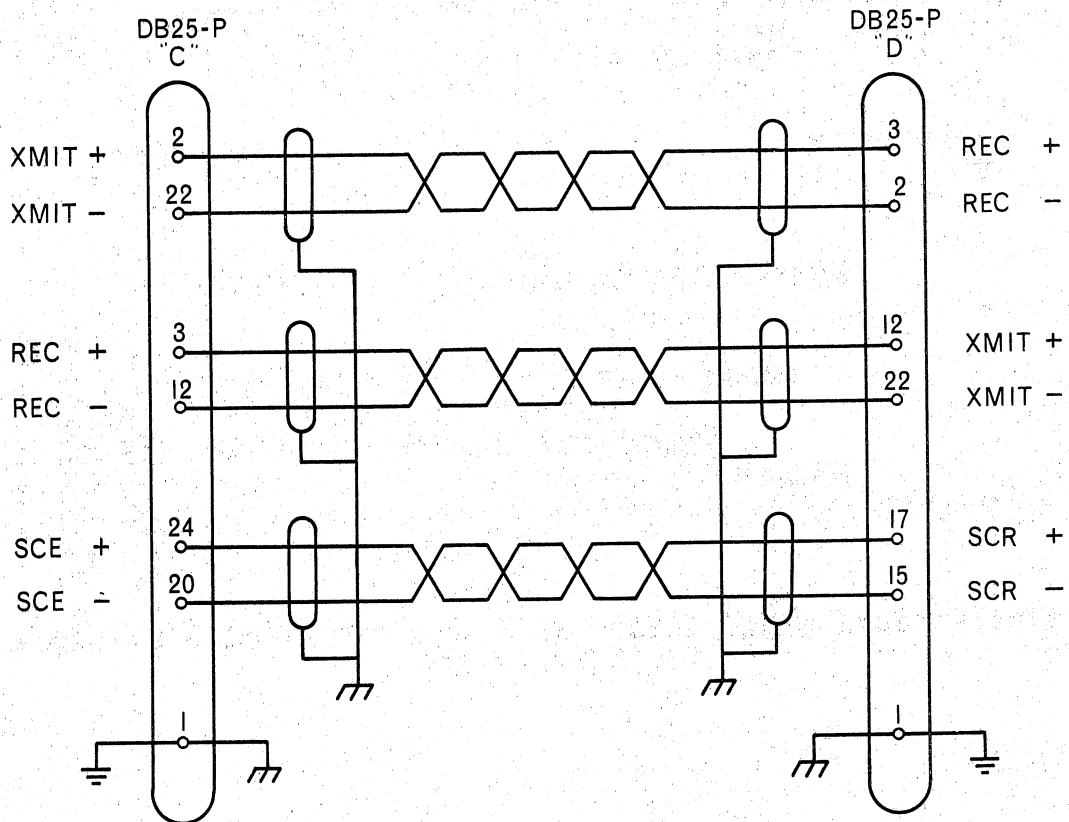 DB25-P
"C"
DB25-P
"D"
XMIT + 2 3 REC +
XMIT - 22 2 REC -
REC + 3 12 XMIT +
REC - 12 22 XMIT -
SCE + 24 17 SCR +
SCE - 20 15 SCR -
1 1